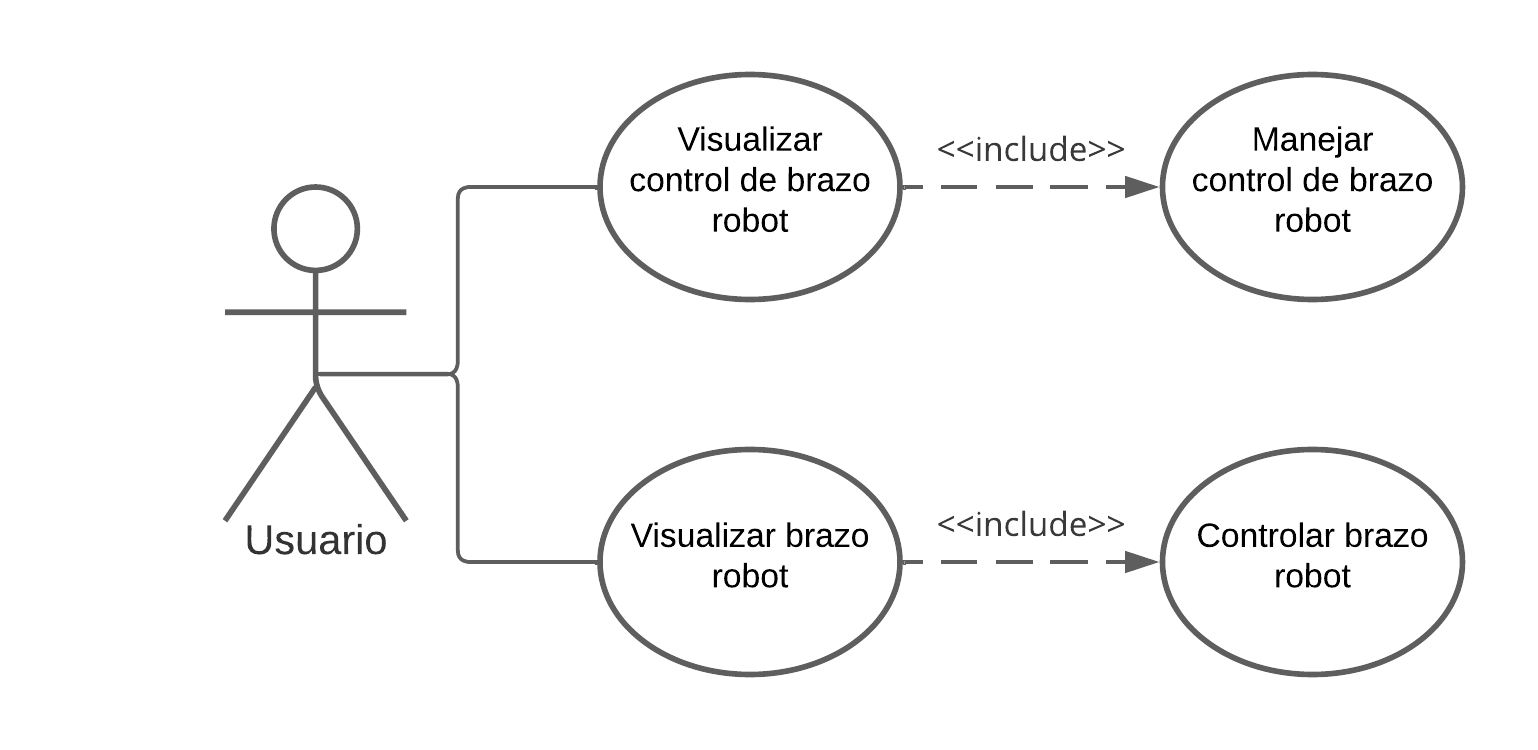 Visualizar
control de brazo
robot
<<include>>
Manejar
control de brazo
robot
Usuario
Visualizar brazo
robot
<<include>>
Controlar brazo
robot